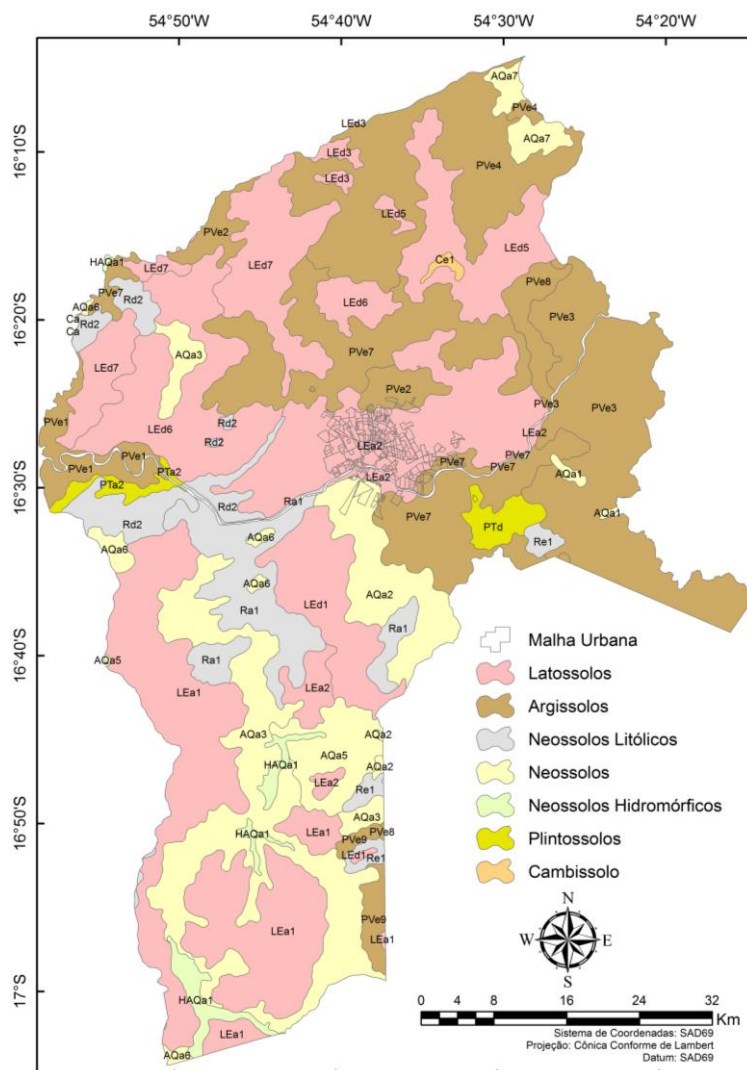 54°50'W 54°40'W 54°30'W 54°20'W
16°10'S
16°20'S
16°30'S
16°40'S
16°50'S
17°S
AQa7
PVe4
LEd3
AQa7
LEd3
LEd3
PVe4
LEd5
PVe2
LEd5
HAQa1
LEd7
LEd7
Ce1
PVe7
Rd2
PVe8
AQa6
LEd6
PVe3
Ca
Rd2
Ca
AQa3
PVe7
LEd7
PVe2
PVe3
PVe1
LEd6
Rd2
PVe3
Rd2
LEa2
LEa2
PVe7
PVe1
PVe1
PTa2
LEa2
PVe7
PVe7
AQa1
PTa2
Rd2
Ra1
PVe7
PTd
AQa1
Rd2
AQa6
AQa6
Re1
AQa6
LEd1
AQa2
Ra1
Ra1
AQa5
Ra1
LEa1
LEa2
AQa3
AQa2
AQa5
AQa2
HAQa1
LEa2
Re1
AQa3
HAQa1
LEa1
PVe8
PVe9
LEd1
Re1
LEa1
PVe9
LEa1
HAQa1
LEa1
AQa6
Malha Urbana
Latossolos
Argissolos
Neossolos Litólicos
Neossolos
Neossolos Hidromórficos
Plintossolos
Cambissolo
N
W E
S
0 4 8 16 24 32
Km
Sistema de Coordenadas: SAD69
Projeção: Cônica Conforme de Lambert
Datum: SAD69